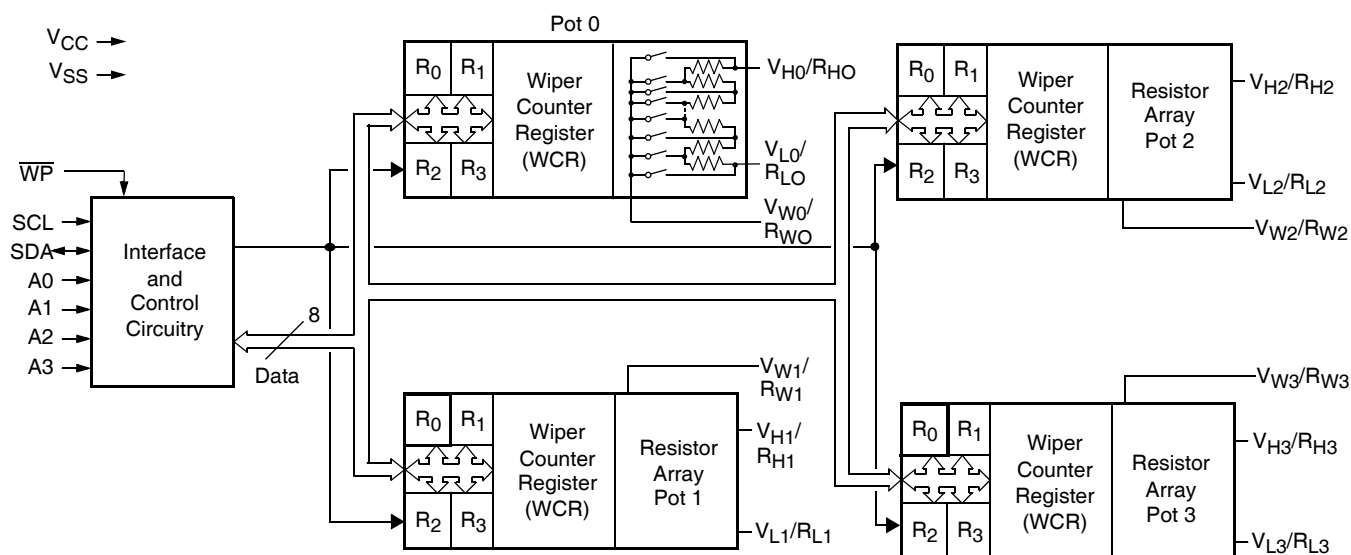 Pot 0
VCC
VSS
WP
SCL
SDA
A0
A1
A2
A3
Interface
and
Control
Circuitry
8
Data
R0 R1
R2 R3
Wiper
Counter
Register
(WCR)
VH0/RHO
VL0/
RLO
VW0/
RWO
R0 R1
R2 R3
Wiper
Counter
Register
(WCR)
Resistor
Array
Pot 2
VH2/RH2
VL2/RL2
VW2/RW2
R0 R1
R2 R3
Wiper
Counter
Register
(WCR)
Resistor
Array
Pot 1
VW1/
RW1
VH1/
RH1
VL1/RL1
R0 R1
R2 R3
Wiper
Counter
Register
(WCR)
Resistor
Array
Pot 3
VW3/RW3
VH3/RH3
VL3/RL3